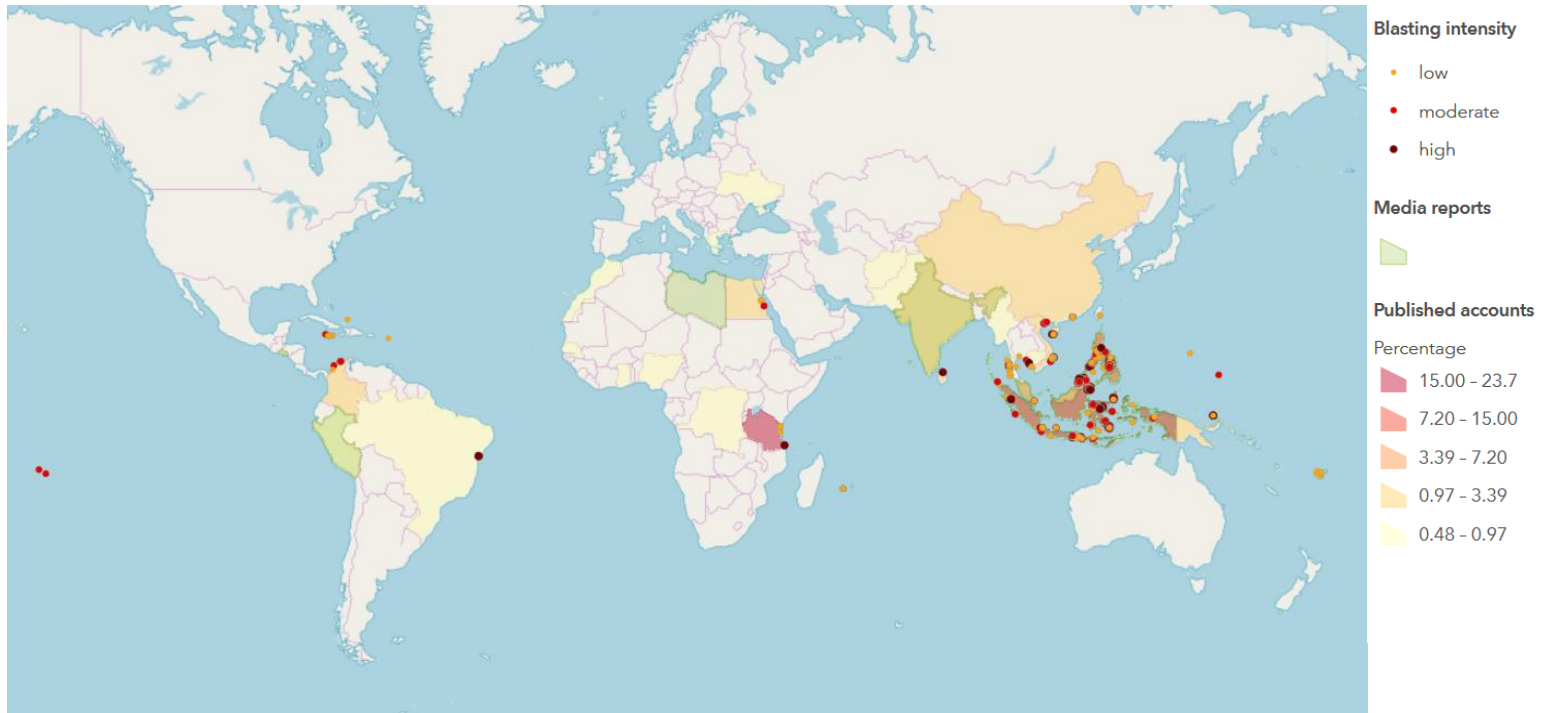 Blasting intensity
low
moderate
high
Media reports
Published accounts
Percentage
15.00 – 23.7
7.20 – 15.00
3.39 – 7.20
0.97 – 3.39
0.48 – 0.97